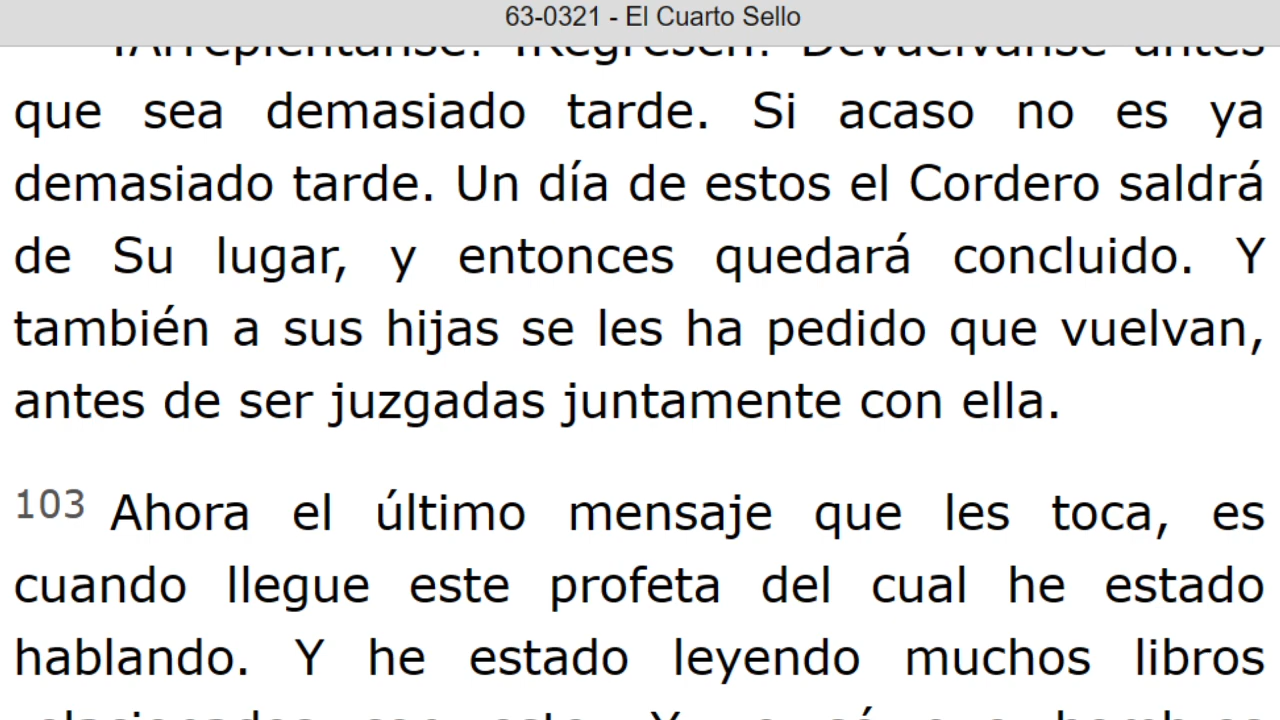 63-0321 - El Cuarto Sello
que sea demasiado tarde. Si acaso no es ya
demasiado tarde. Un día de estos el Cordero saldrá
de Su lugar, y entonces quedará concluido. Y
también a sus hijas se les ha pedido que vuelvan,
antes de ser juzgadas juntamente con ella.
103 Ahora el último mensaje que les toca, es
cuando llegue este profeta del cual he estado
hablando. Y he estado leyendo muchos libros